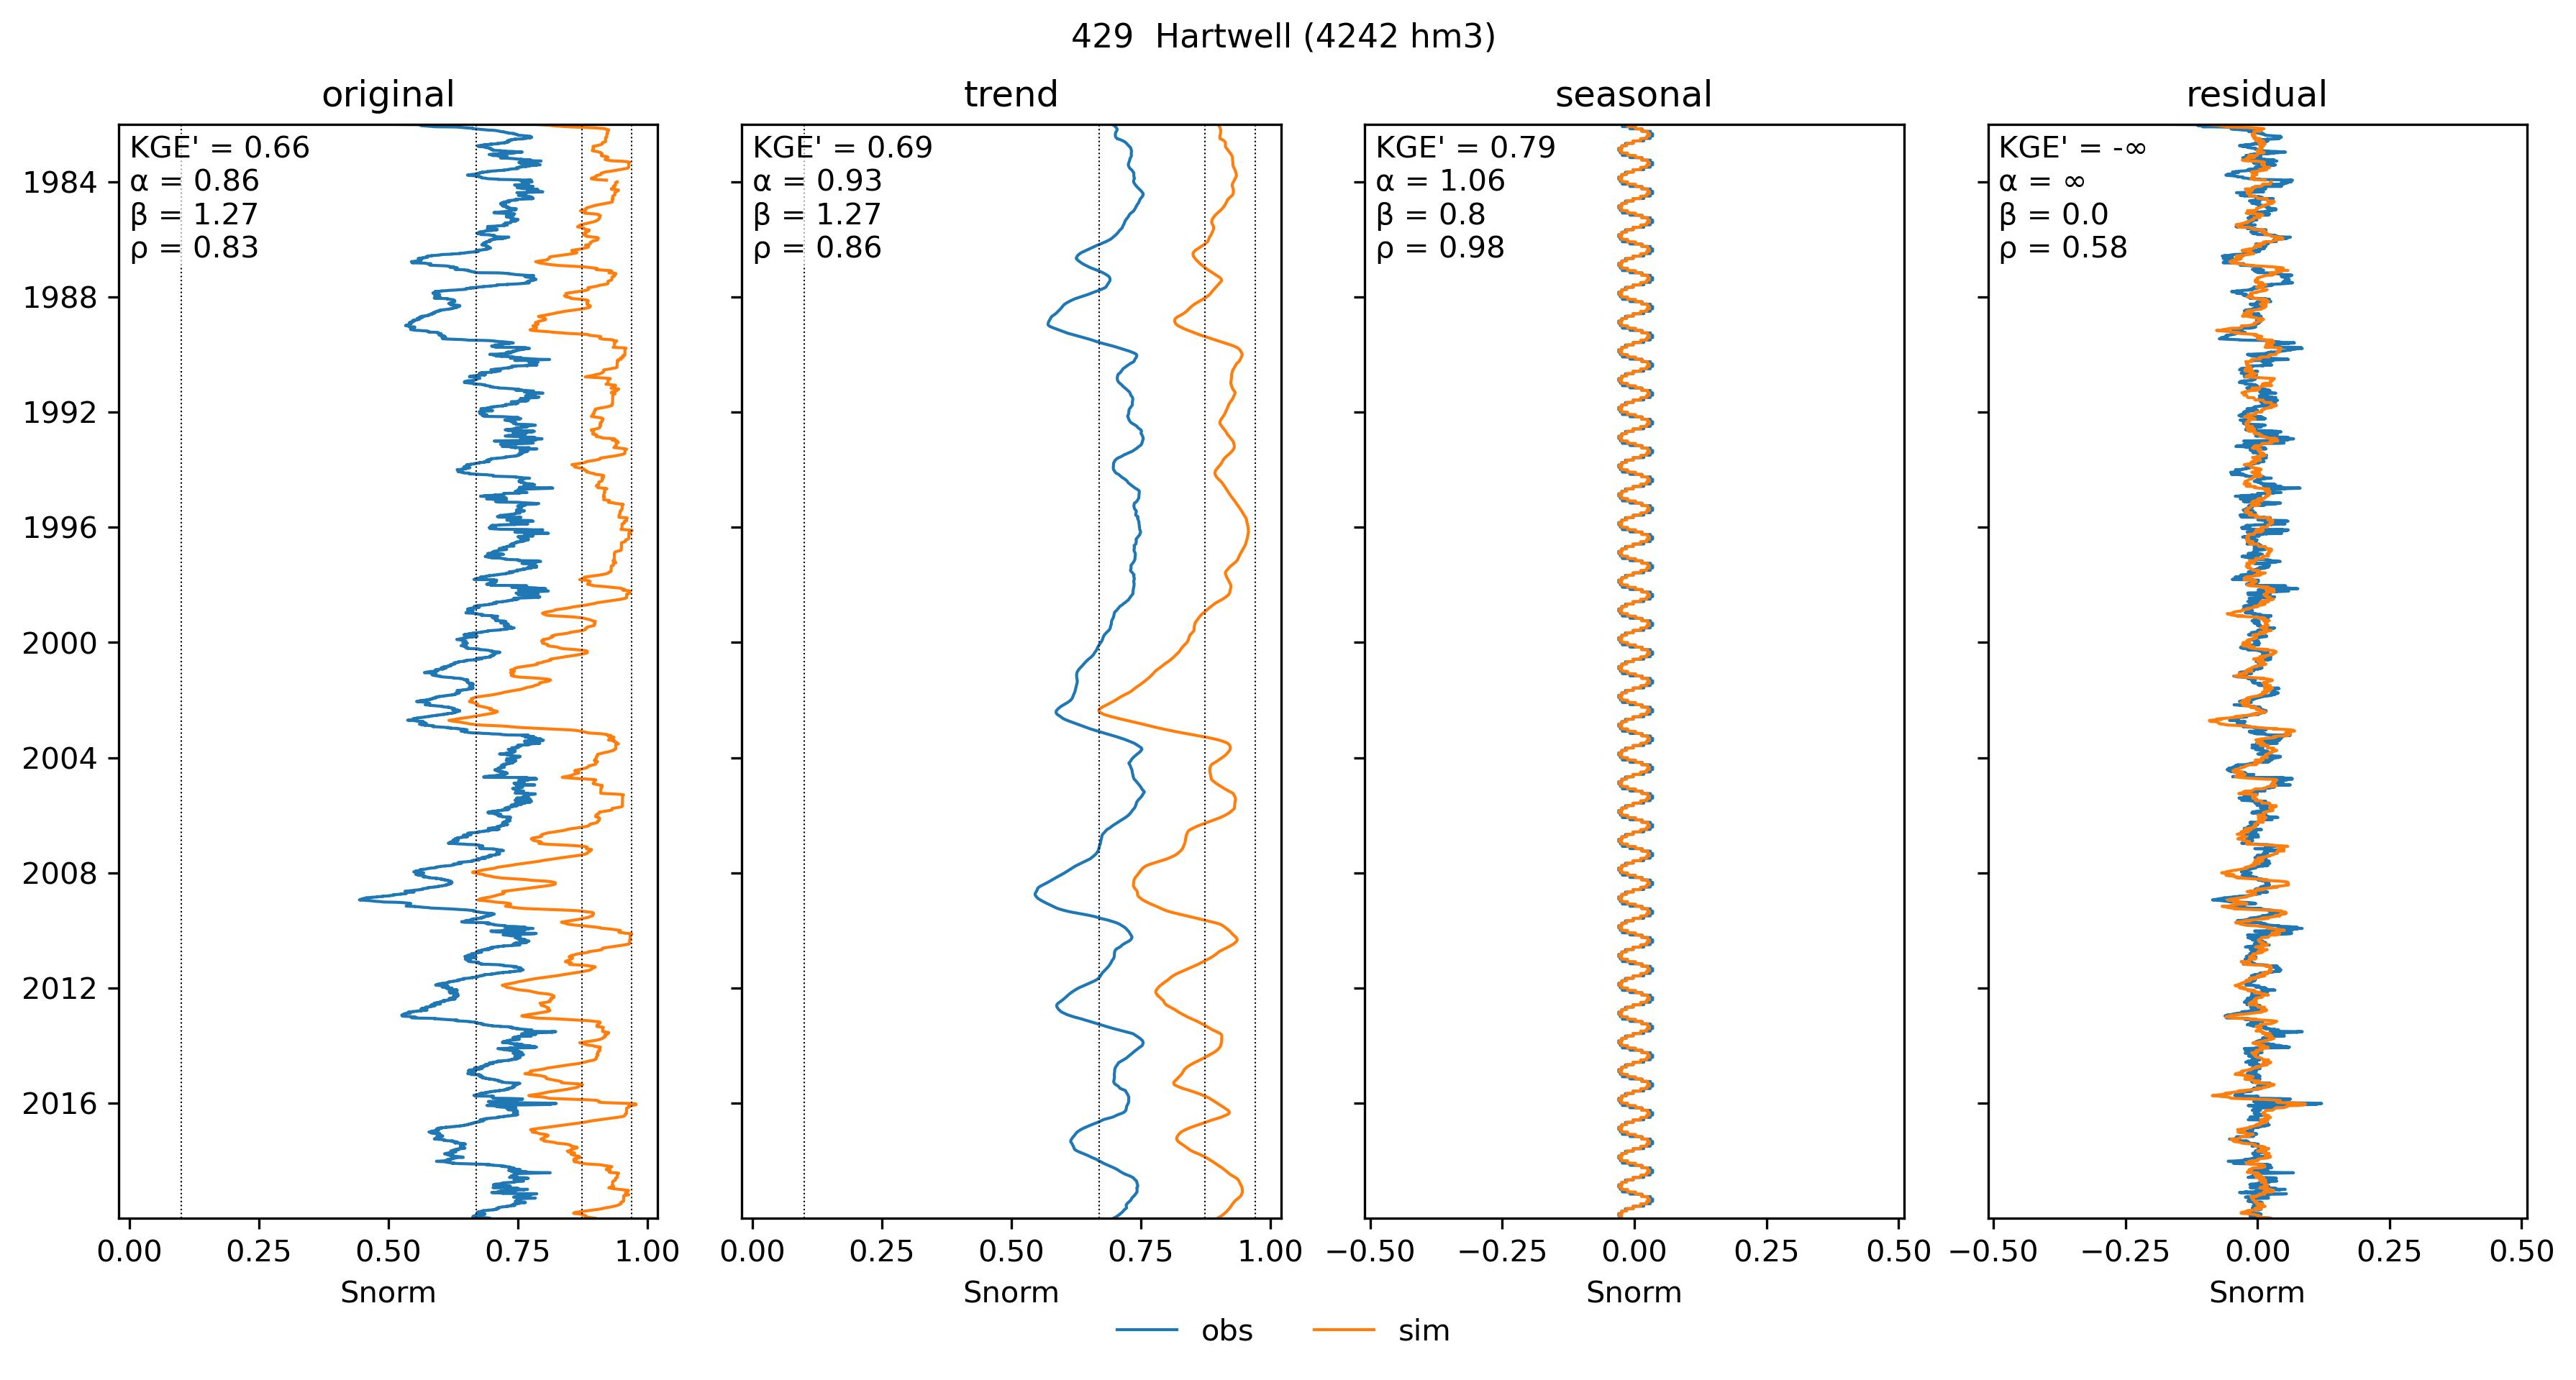 429  Hartwell (4242 hm3)
original
trend
seasonal
residual
KGE' = 0.66
α = 0.86
β = 1.27
ρ = 0.83
KGE' = 0.69
α = 0.93
β = 1.27
ρ = 0.86
KGE' = 0.79
α = 1.06
β = 0.8
ρ = 0.98
KGE' = -∞
α = ∞
β = 0.0
ρ = 0.58
1984
1988
1992
1996
2000
2004
2008
2012
2016
0.00 0.25 0.50 0.75 1.00
0.00 0.25 0.50 0.75 1.00
−0.50 −0.25 0.00 0.25 0.50
−0.50 −0.25 0.00 0.25 0.50
Snorm
Snorm
Snorm
Snorm
obs sim